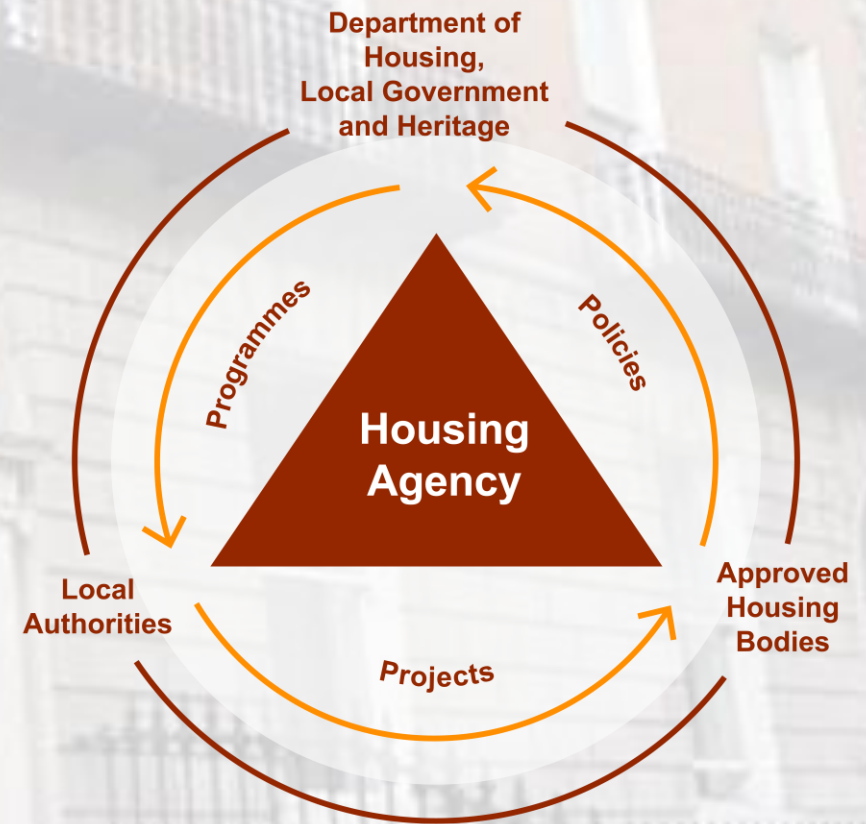 Department of
Housing,
Local Government
and Heritage
Programmes
Policies
Housing
Agency
Local
Authorities
Approved
Housing
Bodies
Projects